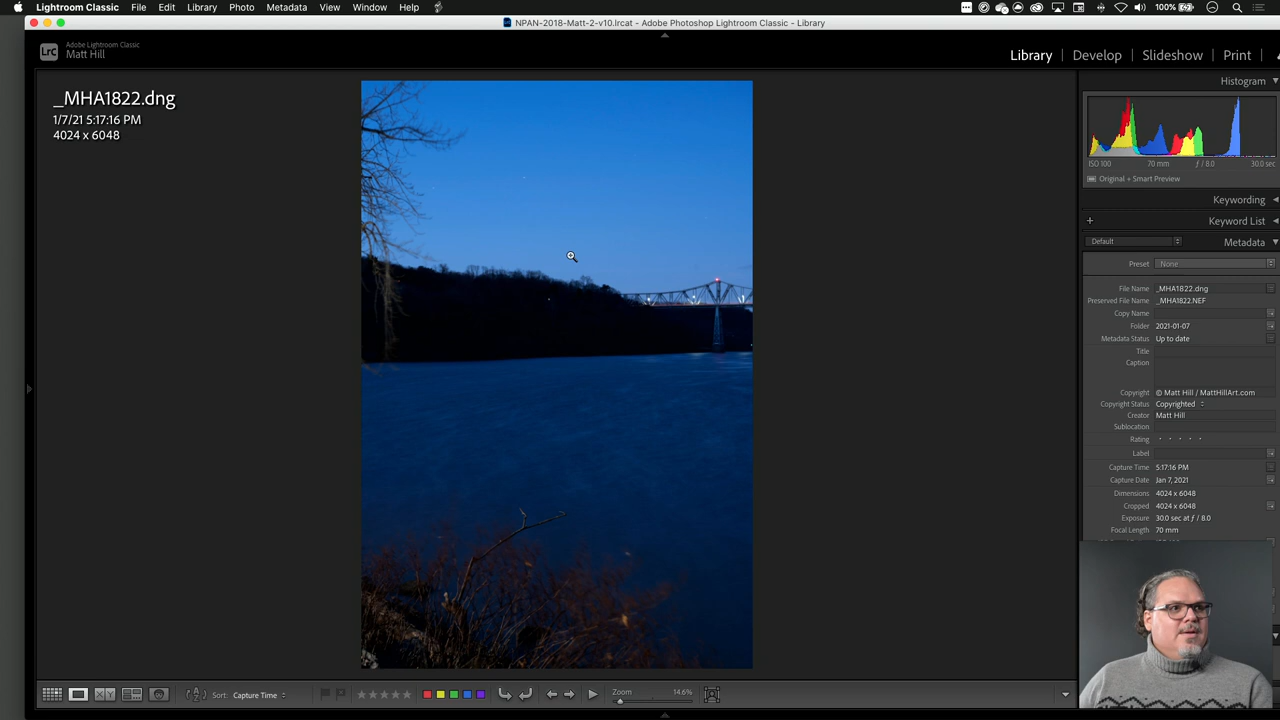 Lightroom Classic File Edit Library Photo Metadata View Window Help 100%
NPAN-2018-Matt-2-v10.lrcat - Adobe Photoshop Lightroom Classic - Library
LrC
Adobe Lightroom Classic
Matt Hill
Library | Develop | Slideshow | Print |
Histogram
_MHA1822.dng
1/7/21 5:17:16 PM
4024 x 6048
ISO 100 70 mm ƒ / 8.0 30.0 sec
Original + Smart Preview
Keywording
Keyword List
Default Metadata
Preset None
File Name _MHA1822.dng
Preserved File Name _MHA1822.NEF
Copy Name
Folder 2021-01-07
Metadata Status Up to date
Title
Caption
Copyright © Matt Hill / MattHillArt.com
Copyright Status Copyrighted
Creator Matt Hill
Sublocation
Rating
Label
Capture Time 5:17:16 PM
Capture Date Jan 7, 2021
Dimensions 4024 x 6048
Cropped 4024 x 6048
Exposure 30.0 sec at ƒ / 8.0
Focal Length 70 mm
Sort: Capture Time
Zoom 14.6%